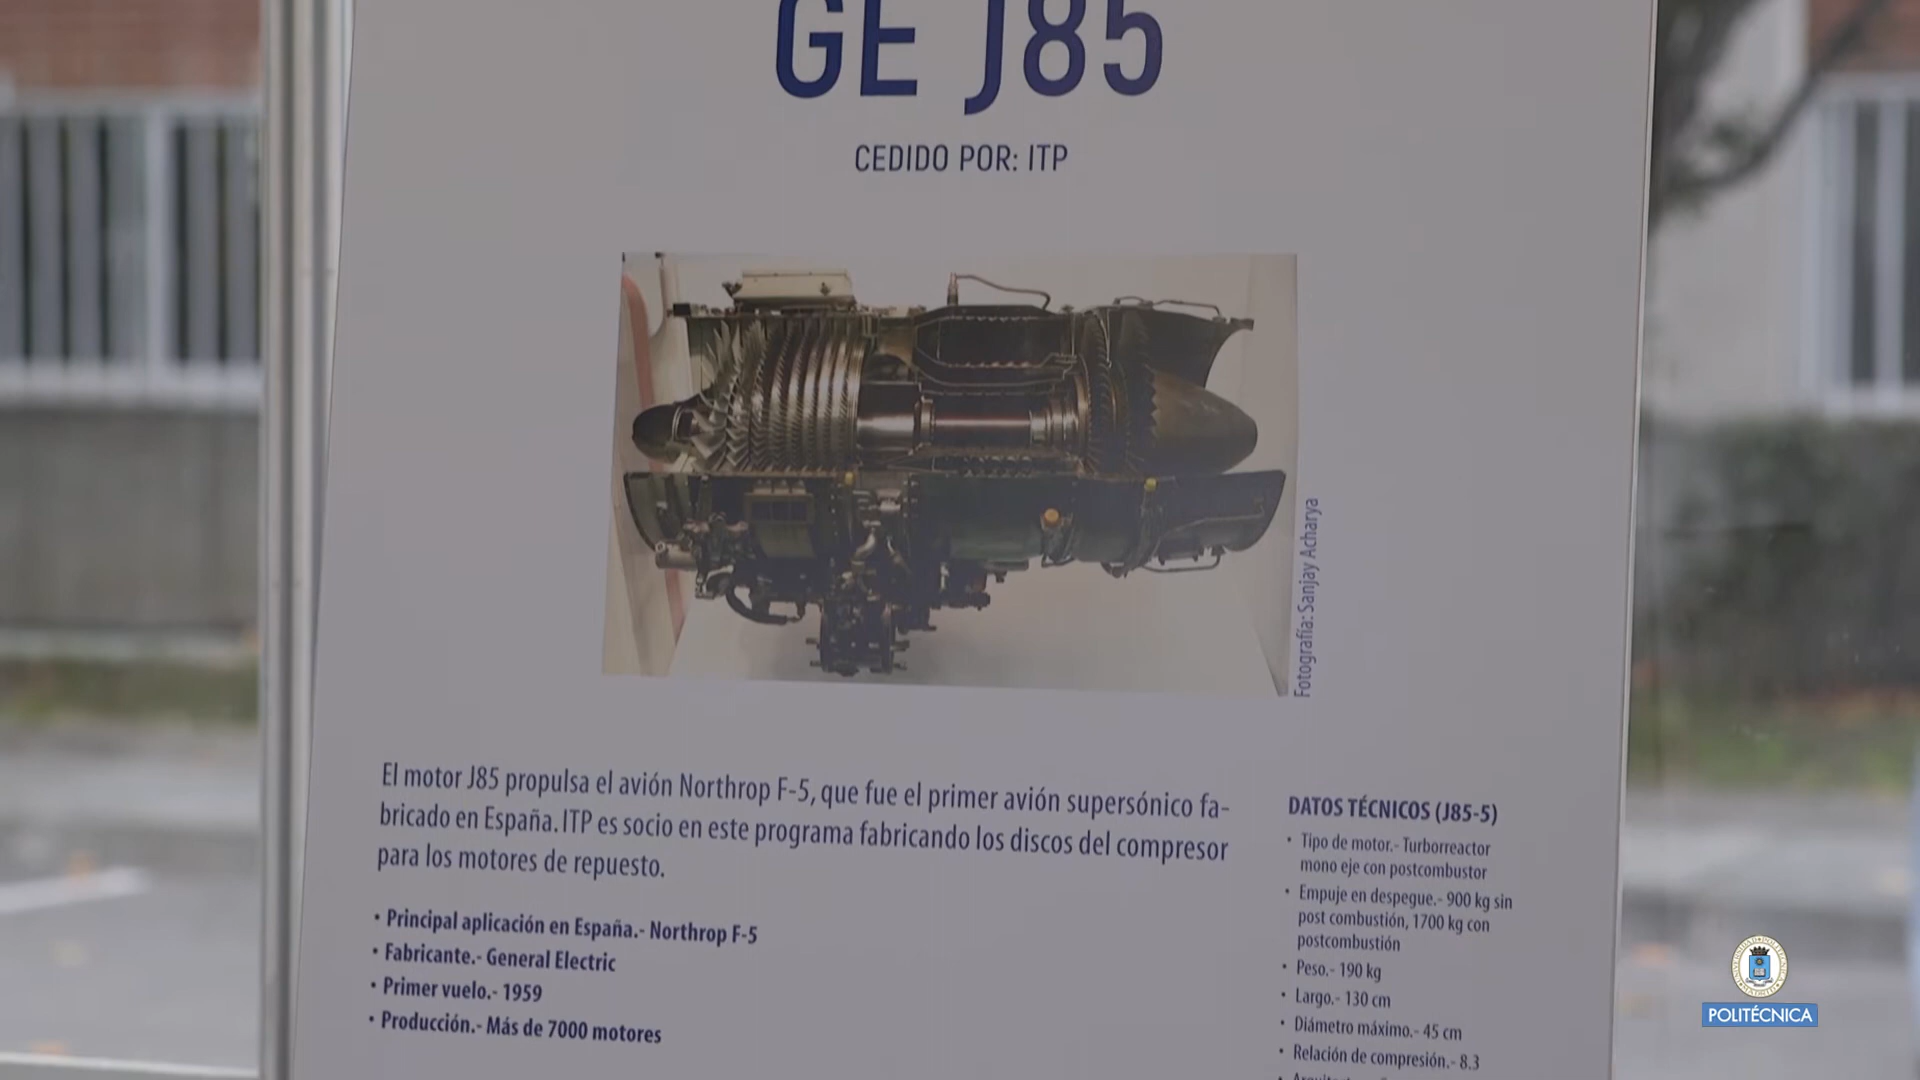 GE J85
CEDIDO POR: ITP
Fotografía: Sanjay Acharya
El motor J85 propulsa el avión Northrop F-5, que fue el primer avión supersónico fa-
bricado en España. ITP es socio en este programa fabricando los discos del compresor
para los motores de repuesto.
• Principal aplicación en España.- Northrop F-5
• Fabricante.- General Electric
• Primer vuelo.- 1959
• Producción.- Más de 7000 motores
DATOS TÉCNICOS (J85-5)
• Tipo de motor.- Turborreactor
mono eje con postcombustor
• Empuje en despegue.- 900 kg sin
post combustión, 1700 kg con
postcombustión
• Peso.- 190 kg
• Largo.- 130 cm
• Diámetro máximo.- 45 cm
• Relación de compresión.- 8.3
POLITÉCNICA